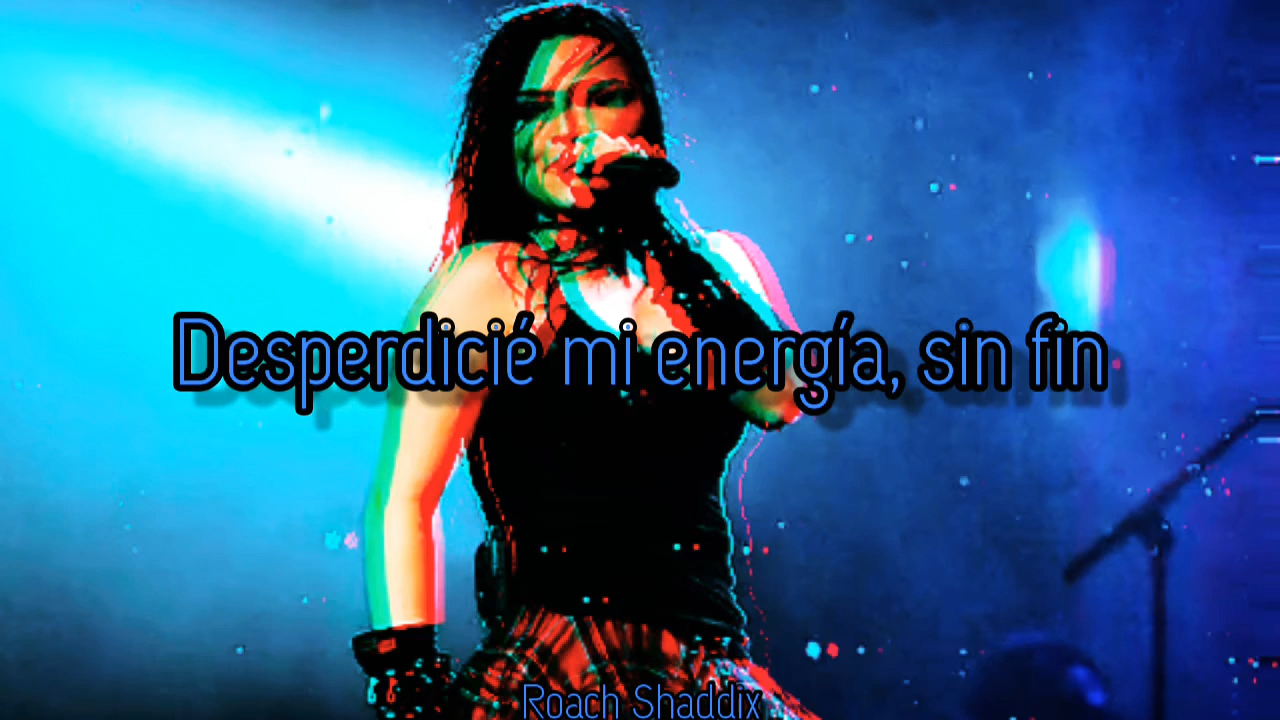 Desperdicié mi energía, sin fin
Roach Shaddix